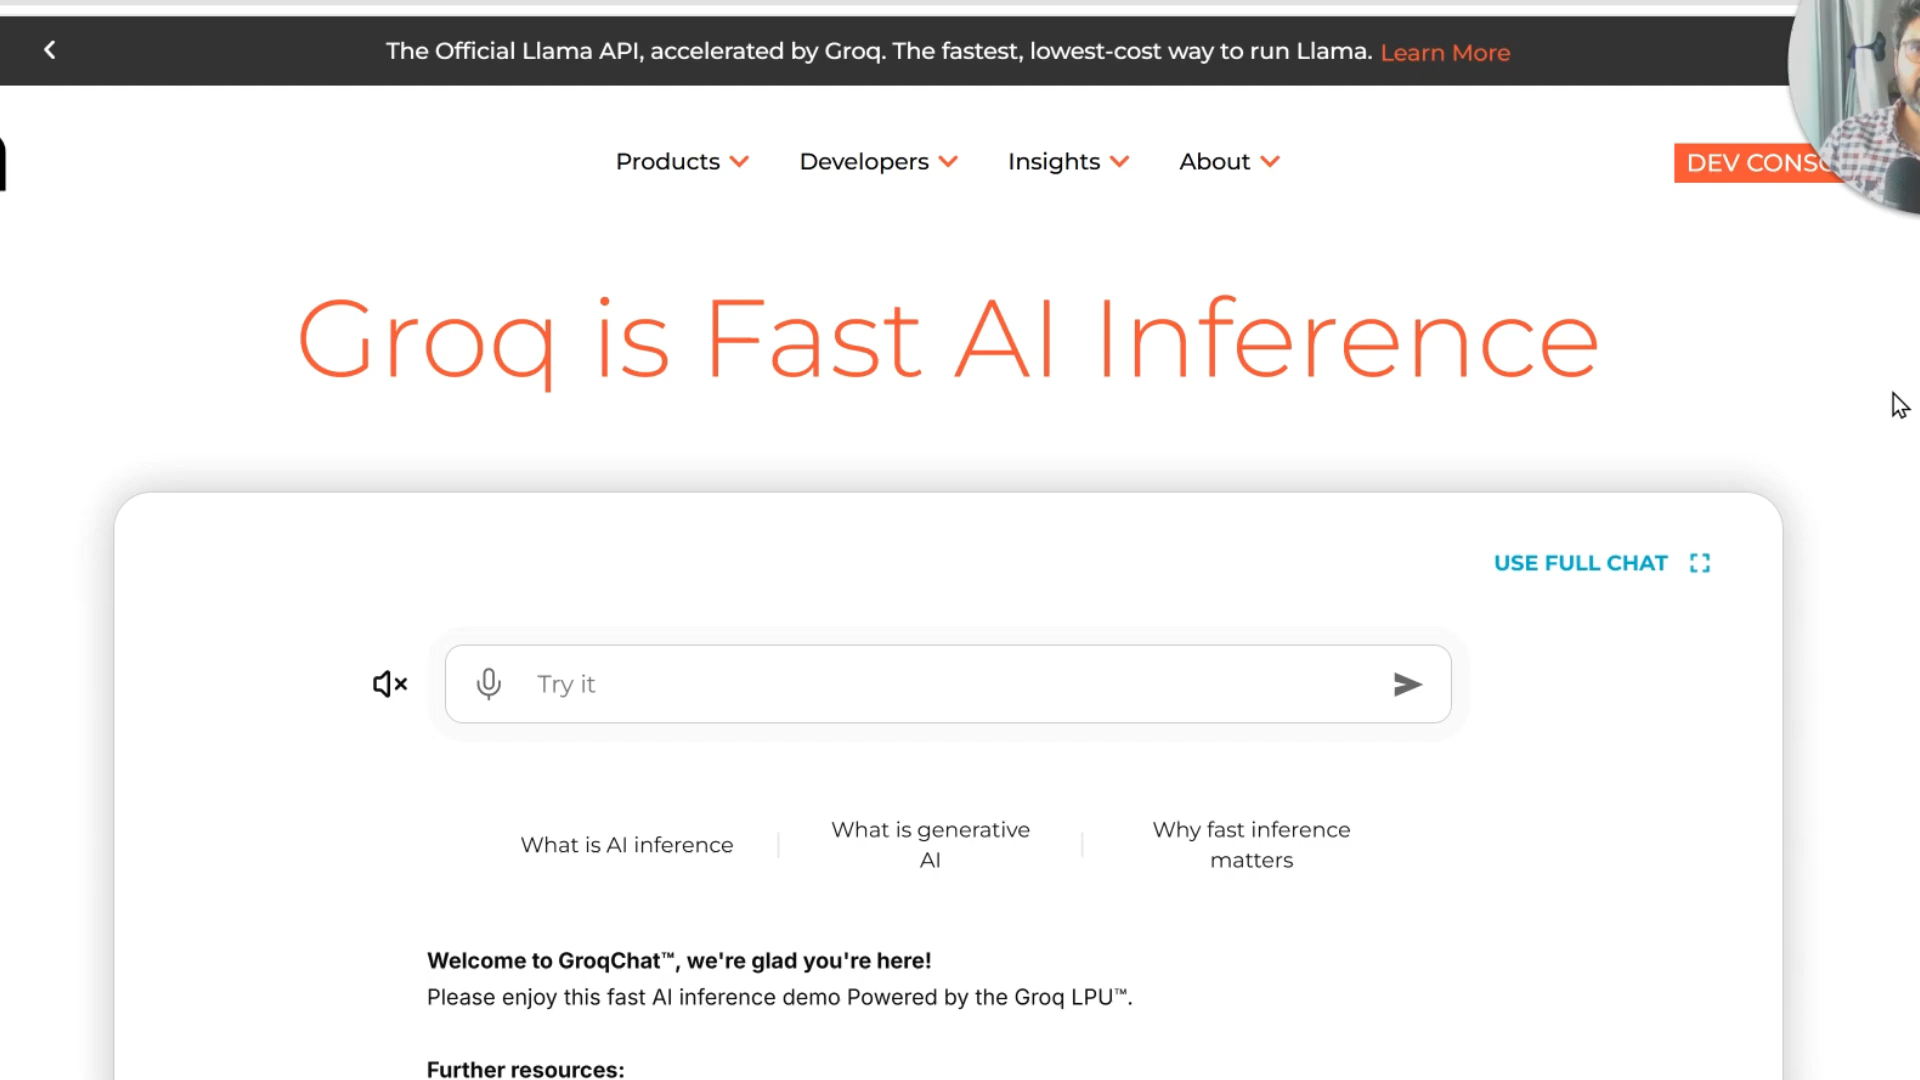 The Official Llama API, accelerated by Groq. The fastest, lowest-cost way to run Llama. Learn More
Products
Developers
Insights
About
DEV
Groq is Fast AI Inference
USE FULL CHAT
Try it
What is AI inference
What is generative
AI
Why fast inference
matters
Welcome to GroqChat™, we're glad you're here!
Please enjoy this fast AI inference demo Powered by the Groq LPU™.
Further resources: